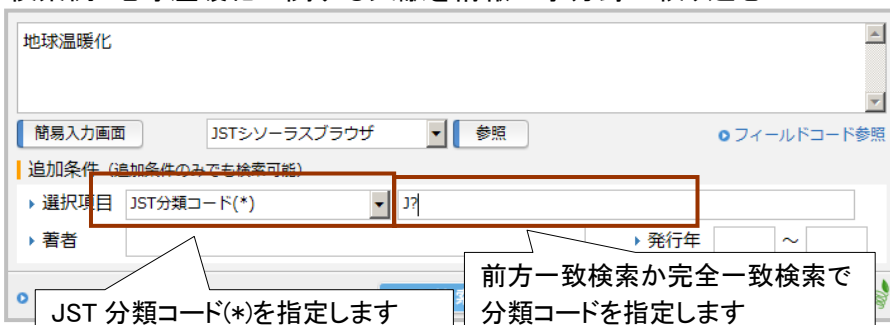 地球温暖化
簡易入力画面 JSTシソーラスブラウザ 参照 フィールドコード参照
追加条件 (追加条件のみでも検索可能)
選択項目 JST分類コード(*) J?
著者 発行年 ~
JST 分類コード(*)を指定します
前方一致検索か完全一致検索で
分類コードを指定します